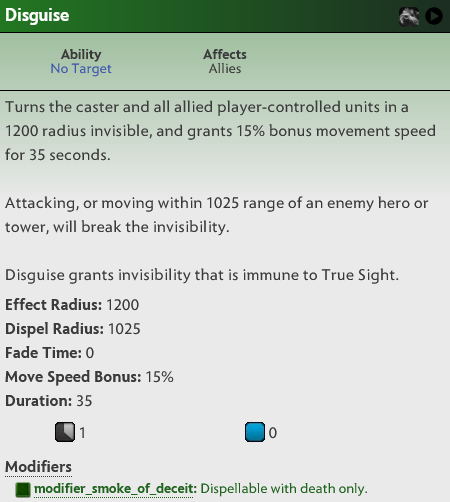 Disguise
Ability
Affects
No Target
Allies
Turns the caster and all allied player-controlled units in a
1200 radius invisible, and grants 15% bonus movement speed
for 35 seconds.
Attacking, or moving within 1025 range of an enemy hero or
tower, will break the invisibility.
Disguise grants invisibility that is immune to True Sight.
Effect Radius: 1200
Dispel Radius: 1025
Fade Time: 0
Move Speed Bonus: 15%
Duration: 35
1
0
Modifiers
modifier_smoke_of_deceit: Dispellable with death only.